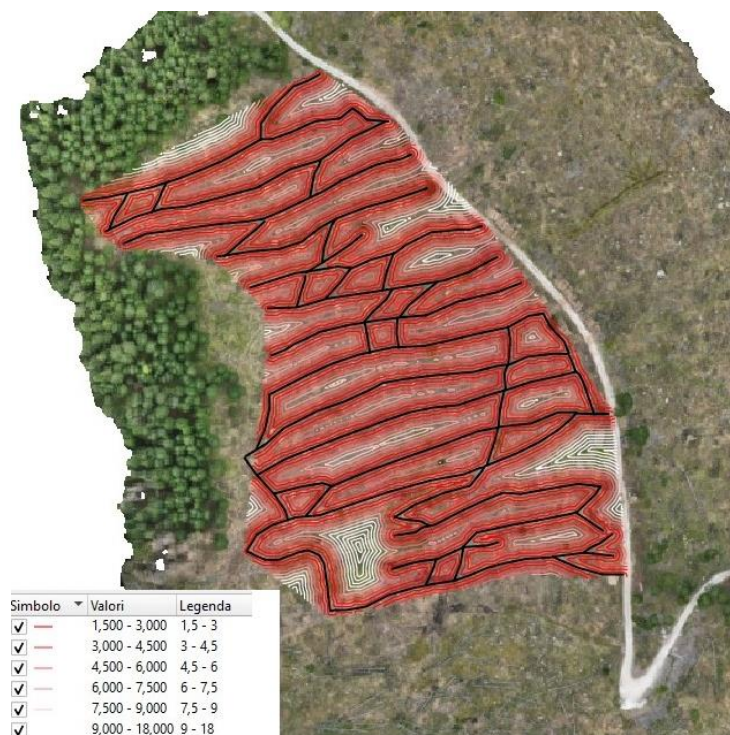 Simbolo Valori Legenda
1,500 - 3,000 1,5 - 3
3,000 - 4,500 3 - 4,5
4,500 - 6,000 4,5 - 6
6,000 - 7,500 6 - 7,5
7,500 - 9,000 7,5 - 9
9,000 - 18,000 9 - 18